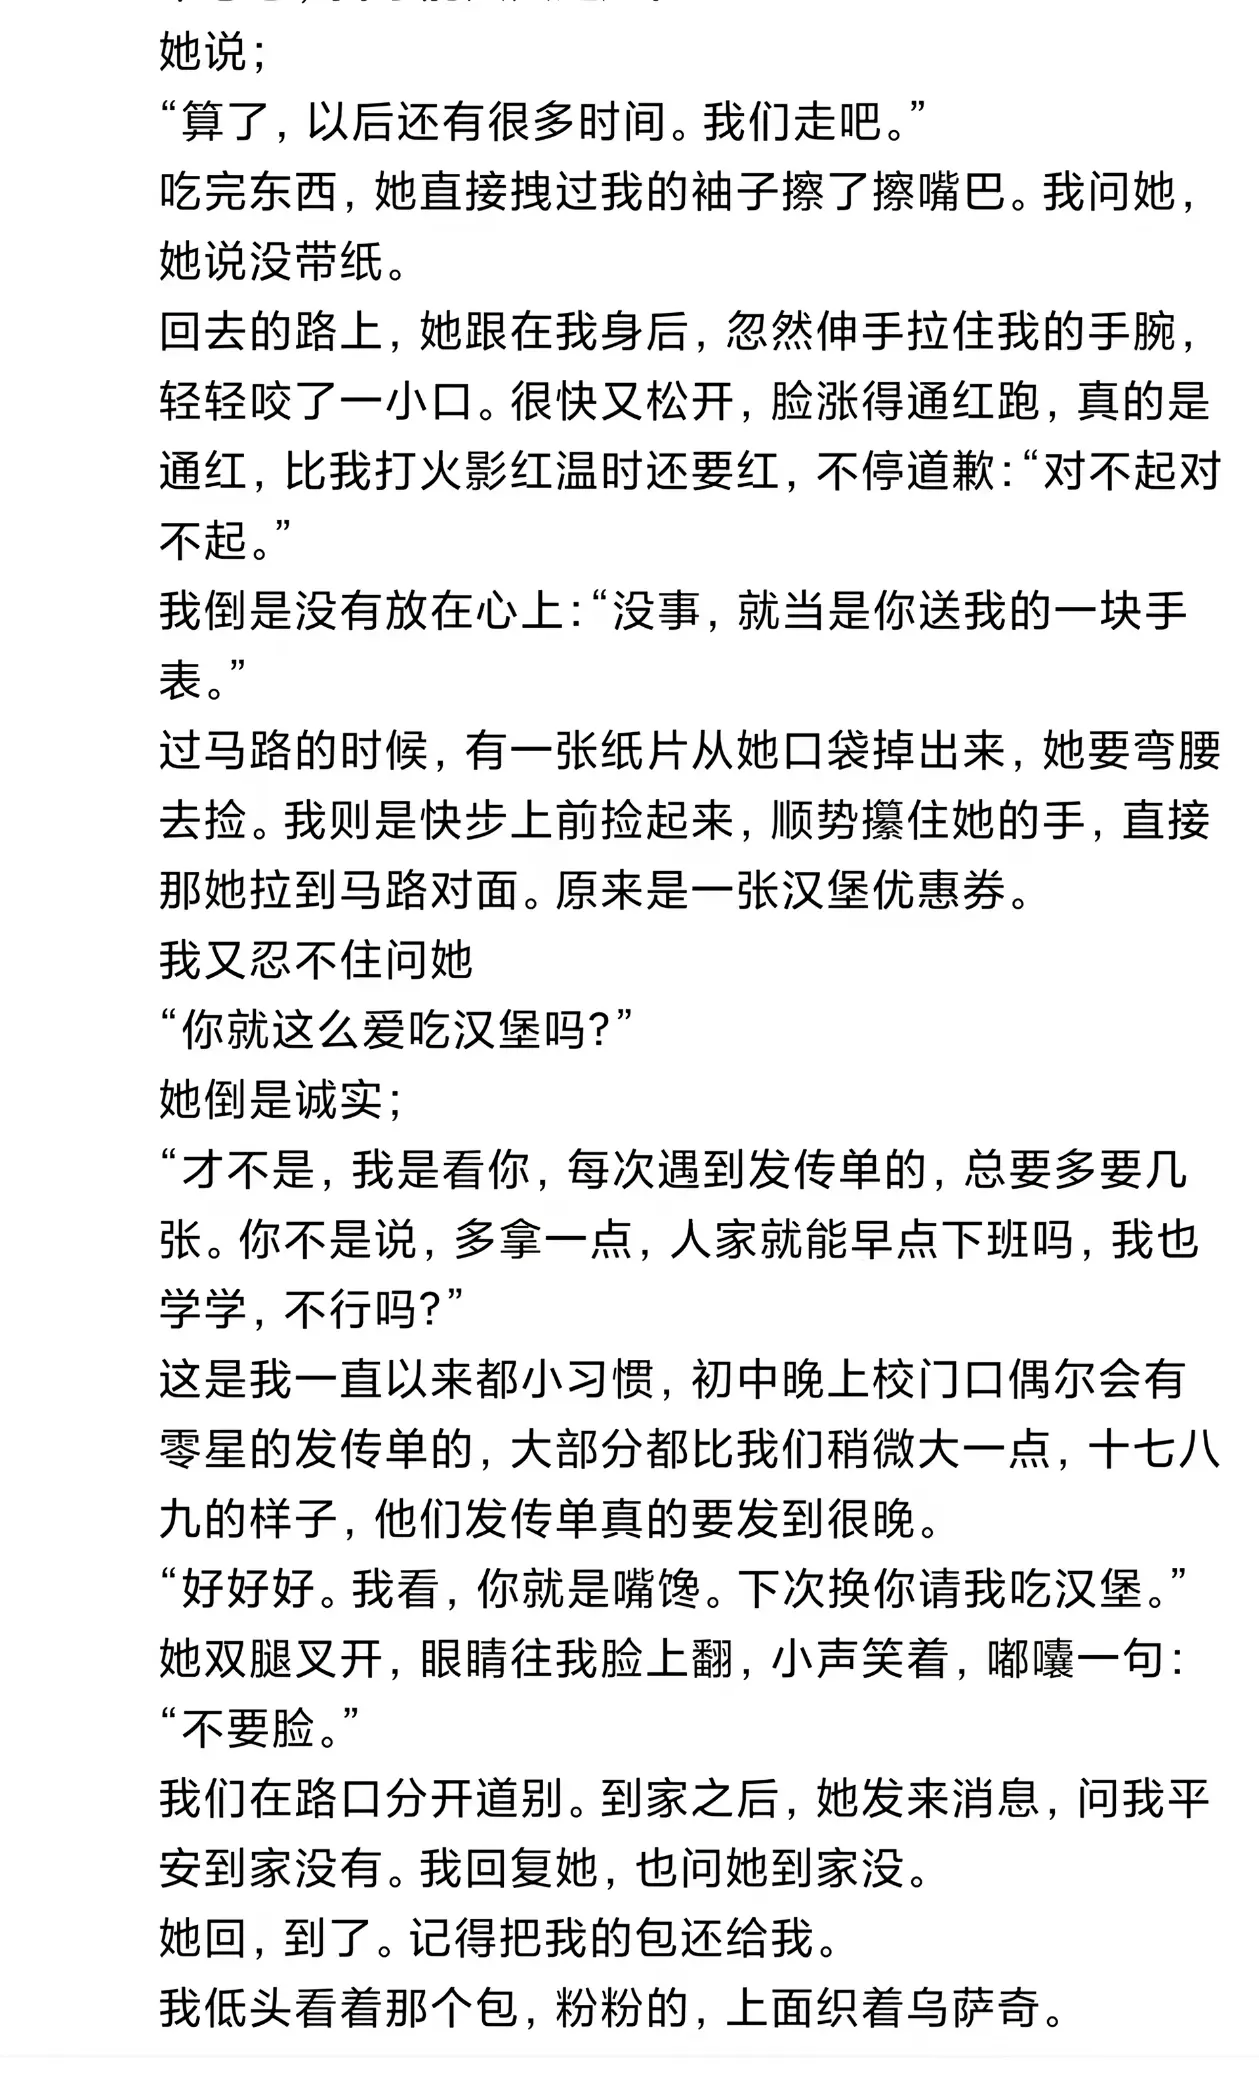 她说；
“算了，以后还有很多时间。我们走吧。”
吃完东西，她直接拽过我的袖子擦了擦嘴巴。我问她，
她说没带纸。
回去的路上，她跟在我身后，忽然伸手拉住我的手腕，
轻轻咬了一小口。很快又松开，脸涨得通红跑，真的是
通红，比我打火影红温时还要红，不停道歉：“对不起对
不起。”
我倒是没有放在心上：“没事，就当是你送我的一块手
表。”
过马路的时候，有一张纸片从她口袋掉出来，她要弯腰
去捡。我则是快步上前捡起来，顺势攥住她的手，直接
那她拉到马路对面。原来是一张汉堡优惠券。
我又忍不住问她
“你就这么爱吃汉堡吗？”
她倒是诚实；
“才不是，我是看你，每次遇到发传单的，总要多要几
张。你不是说，多拿一点，人家就能早点下班吗，我也
学学，不行吗？”
这是我一直以来都小习惯，初中晚上校门口偶尔会有
零星的发传单的，大部分都比我们稍微大一点，十七八
九的样子，他们发传单真的要发到很晚。
“好好好。我看，你就是嘴馋。下次换你请我吃汉堡。”
她双腿叉开，眼睛往我脸上翻，小声笑着，嘟囔一句：
“不要脸。”
我们在路口分开道别。到家之后，她发来消息，问我平
安到家没有。我回复她，也问她到家没。
她回，到了。记得把我的包还给我。
我低头看着那个包，粉粉的，上面织着乌萨奇。